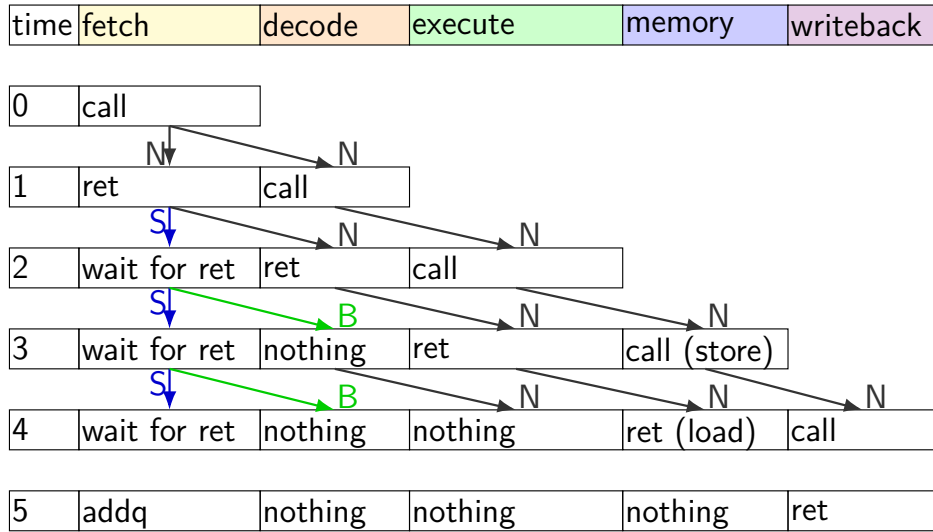 time fetch decode execute memory writeback
0 call
N N
1 ret call
S N N
2 wait for ret ret call
S B N N
3 wait for ret nothing ret call (store)
S B N N N
4 wait for ret nothing nothing ret (load) call
5 addq nothing nothing nothing ret